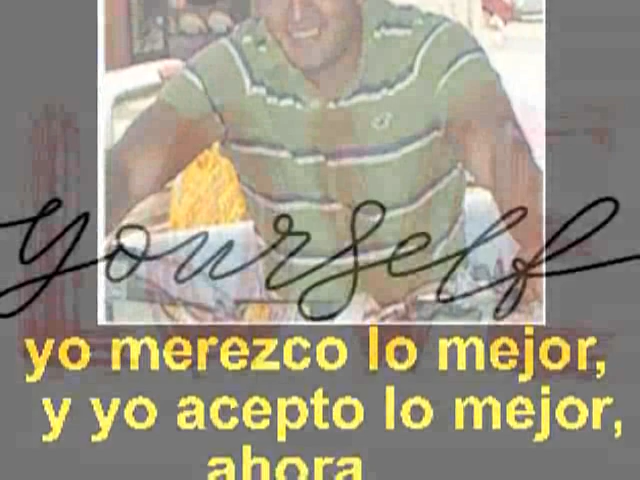 yourself
yo merezco lo mejor,
y yo acepto lo mejor,
ahora